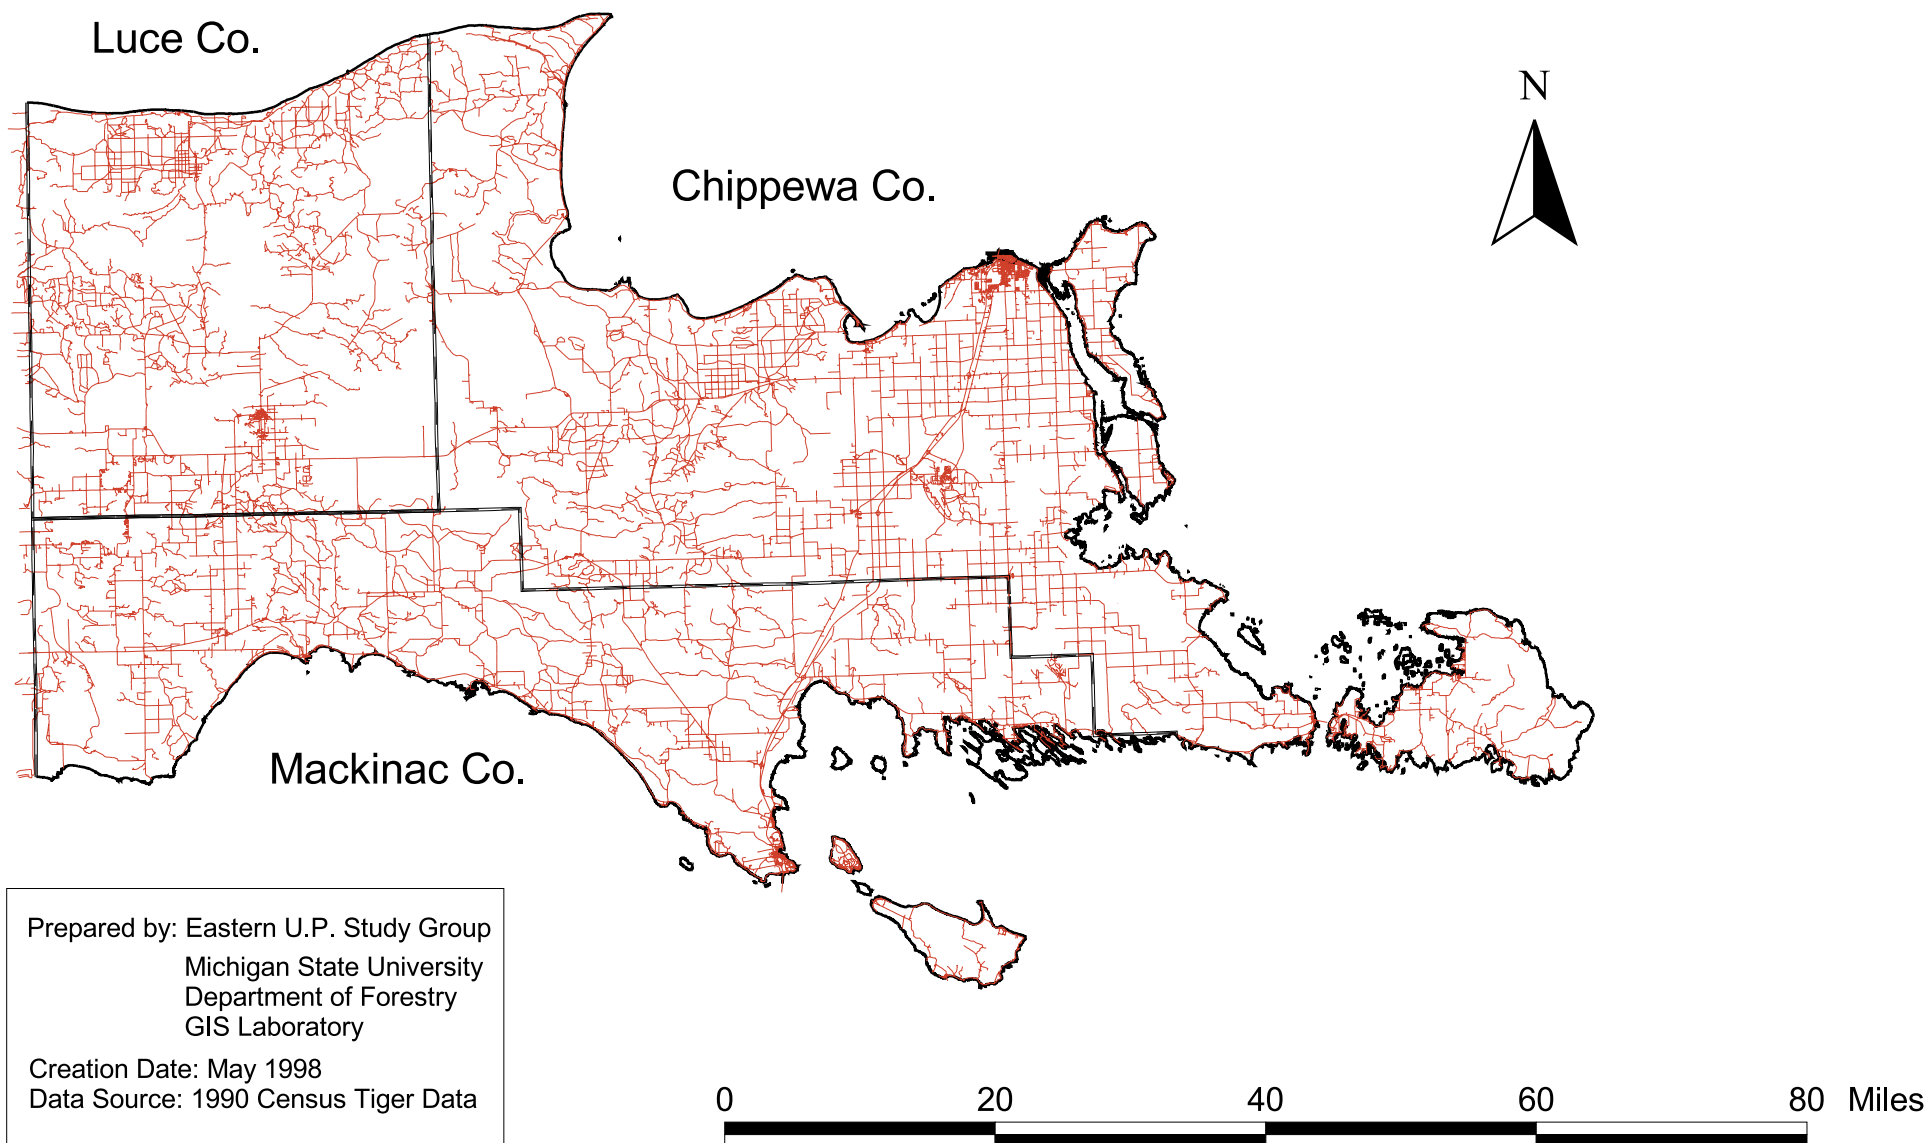 Luce Co.
N
Chippewa Co.
Mackinac Co.
Prepared by: Eastern U.P. Study Group
Michigan State University
Department of Forestry
GIS Laboratory
Creation Date: May 1998
Data Source: 1990 Census Tiger Data
0 20 40 60 80 Miles